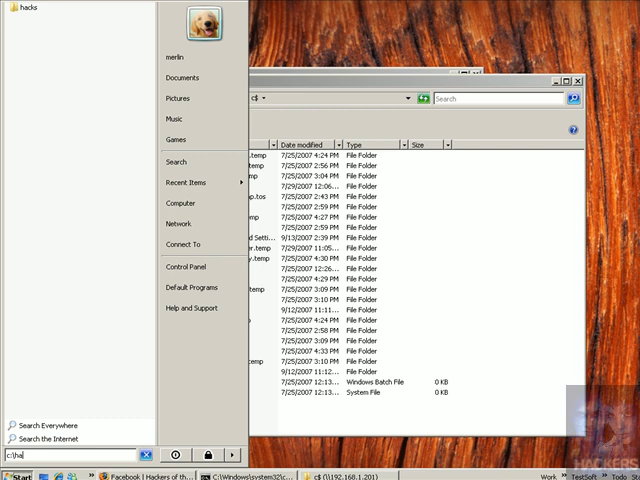 hacks
merlin
Documents
Pictures
Music
Games
Search
Recent Items
Computer
Network
Connect To
Control Panel
Default Programs
Help and Support
Search Everywhere
Search the Internet
c:\ha
c$
Search
Date modified Type Size
.temp 7/25/2007 4:24 PM File Folder
temp 7/25/2007 2:56 PM File Folder
7/25/2007 3:04 PM File Folder
7/29/2007 12:06... File Folder
7/25/2007 2:43 PM File Folder
7/25/2007 2:59 PM File Folder
7/25/2007 4:27 PM File Folder
7/25/2007 2:59 PM File Folder
d Setti... 9/13/2007 2:39 PM File Folder
er.temp 7/29/2007 11:05... File Folder
y.temp 7/25/2007 4:30 PM File Folder
7/25/2007 12:26... File Folder
7/25/2007 4:29 PM File Folder
7/25/2007 3:09 PM File Folder
7/25/2007 3:10 PM File Folder
9/12/2007 11:11... File Folder
7/25/2007 4:24 PM File Folder
7/25/2007 2:58 PM File Folder
7/25/2007 3:09 PM File Folder
7/25/2007 4:33 PM File Folder
temp 7/25/2007 3:10 PM File Folder
9/12/2007 11:12... File Folder
7/25/2007 12:13... Windows Batch File 0 KB
7/25/2007 12:13... System File 0 KB
HACKERS
Start Facebook | Hackers of th... C:\Windows\system32\c... c$ (\\192.168.1.201) Work TestSoft Todo St